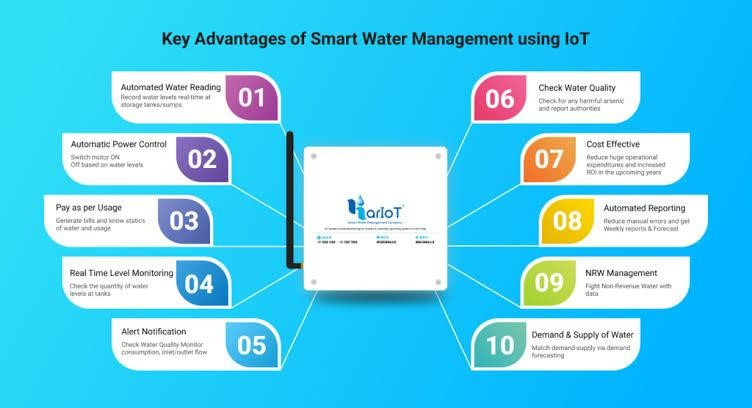 Key Advantages of Smart Water Management using IoT
Automated Water Reading
Record water levels real-time at
storage tanks/sumps
01
Automatic Power Control
Switch motor ON
Off based on water levels
02
Pay as per Usage
Generate bills and know statics
of water and usage
03
Real Time Level Monitoring
Check the quantity of water
levels at tanks
04
Alert Notification
Check Water Quality Monitor
consumption, inlet/outlet flow
05
HarIoT
Smart Water Management Company
06
Check Water Quality
Check for any harmful arsenic
and report authorities
07
Cost Effective
Reduce huge operational
expenditures and increased
ROI in the upcoming years
08
Automated Reporting
Reduce manual errors and get
Weekly reports & Forecast
09
NRW Management
Fight Non-Revenue Water with
data
10
Demand & Supply of Water
Match demand-supply via demand
forecasting